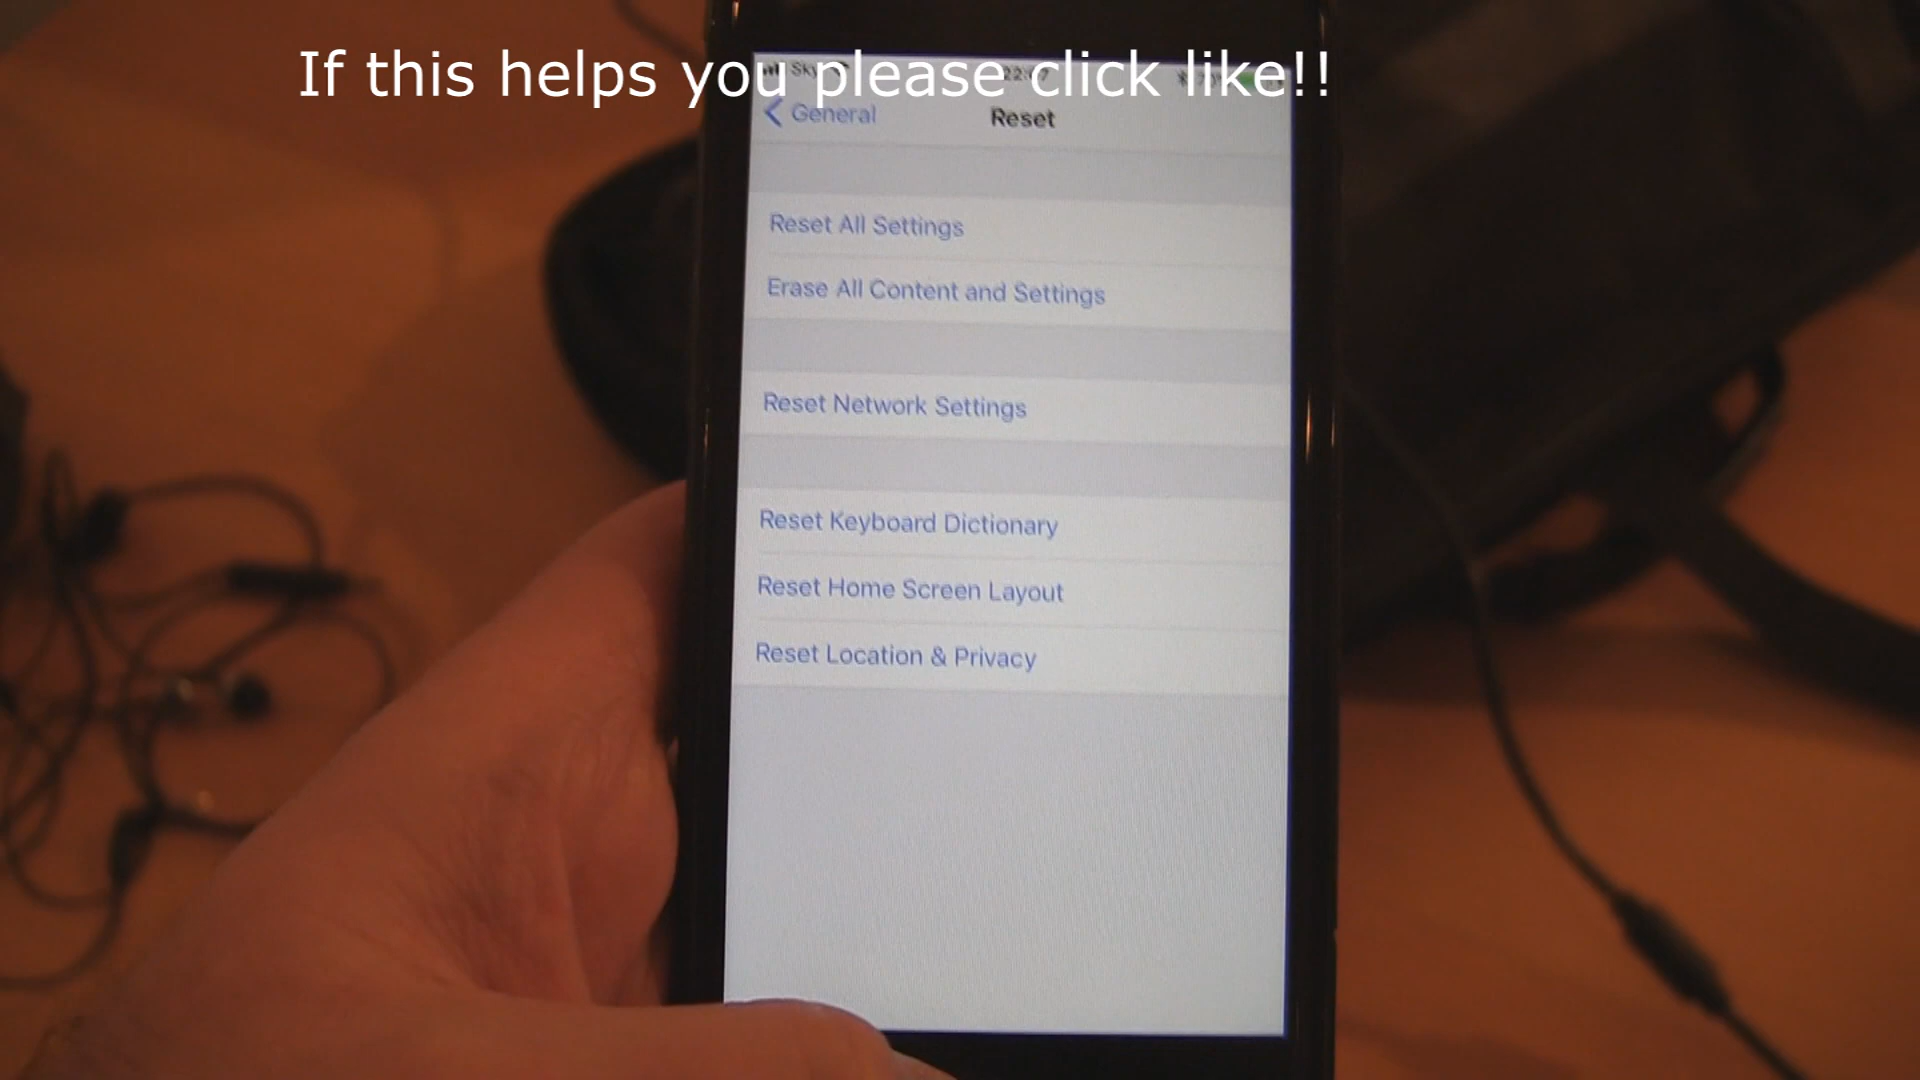 If this helps you please click like!!
Sky
General
Reset
Reset All Settings
Erase All Content and Settings
Reset Network Settings
Reset Keyboard Dictionary
Reset Home Screen Layout
Reset Location & Privacy